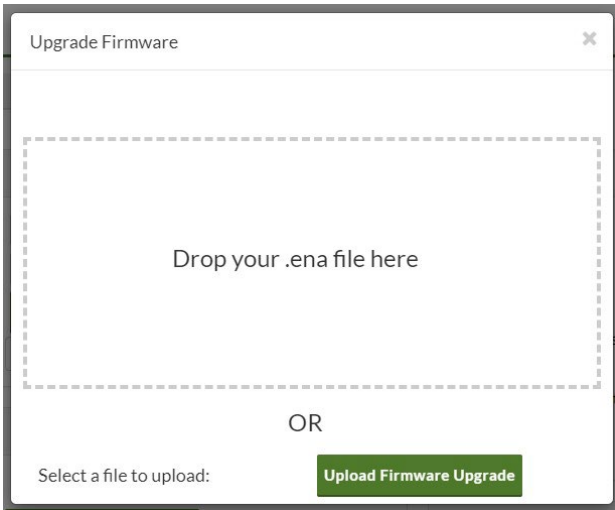 Upgrade Firmware
×
Drop your .ena file here
OR
Select a file to upload:
Upload Firmware Upgrade